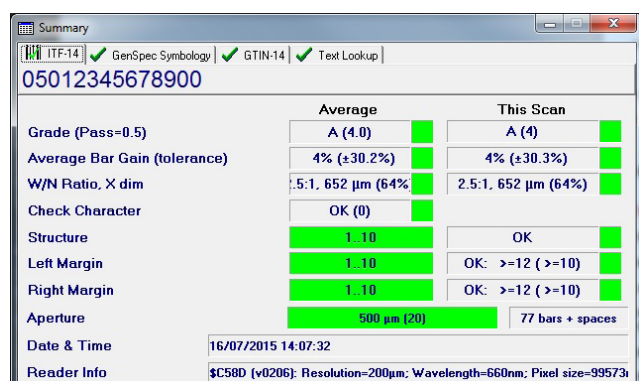 Summary
ITF-14 GenSpec Symbology GTIN-14 Text Lookup
05012345678900
Average This Scan
Grade (Pass=0.5) A (4.0) A (4)
Average Bar Gain (tolerance) 4% (±30.2%) 4% (±30.3%)
W/N Ratio, X dim .5:1, 652 µm (64% 2.5:1, 652 µm (64%)
Check Character OK (0)
Structure 1..10 OK
Left Margin 1..10 OK: >=12 ( >=10)
Right Margin 1..10 OK: >=12 ( >=10)
Aperture 500 µm (20) 77 bars + spaces
Date & Time 16/07/2015 14:07:32
Reader Info $C58D (v0206): Resolution=200µm; Wavelength=660nm; Pixel size=99573